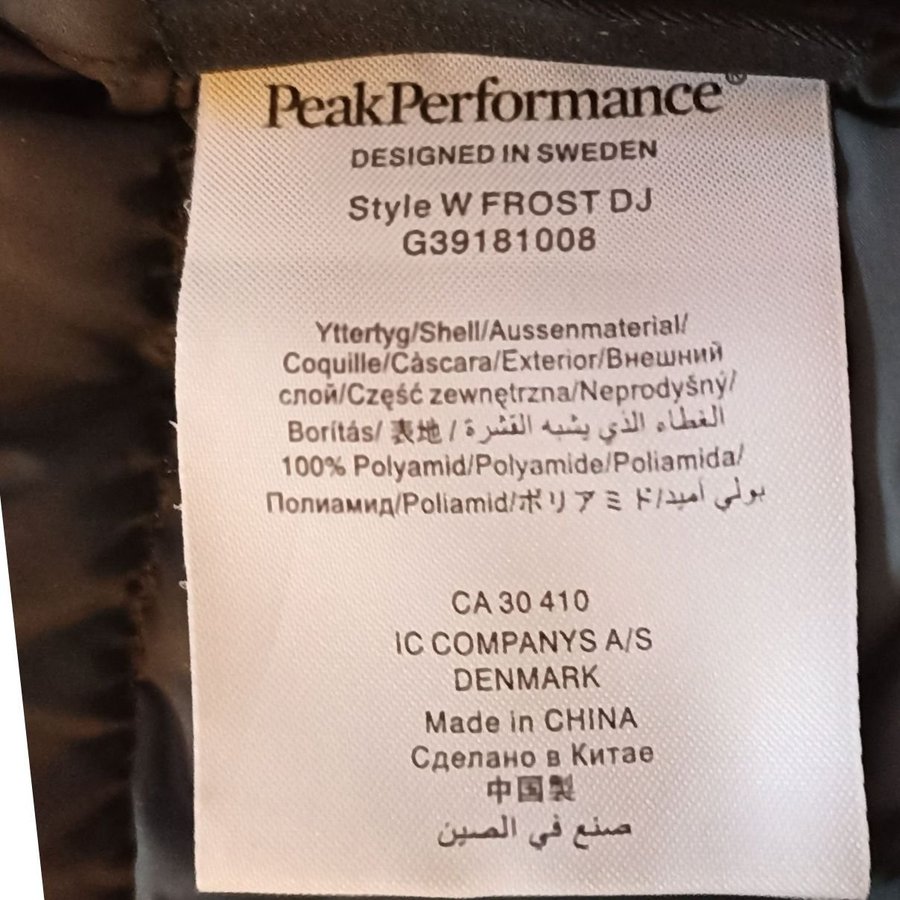 PeakPerformance®
DESIGNED IN SWEDEN
Style W FROST DJ
G39181008
Yttertyg/Shell/Aussenmaterial/
Coquille/Càscara/Exterior/Внешний
слой/Część zewnętrzna/Neprodyšný/
Borítás/ 表地 / الغطاء الذي يشبه القشرة
100% Polyamid/Polyamide/Poliamida/
Полиамид/Poliamid/ポリアミド/بولي أميد
CA 30 410
IC COMPANYS A/S
DENMARK
Made in CHINA
Сделано в Китае
中国製
صنع في الصين